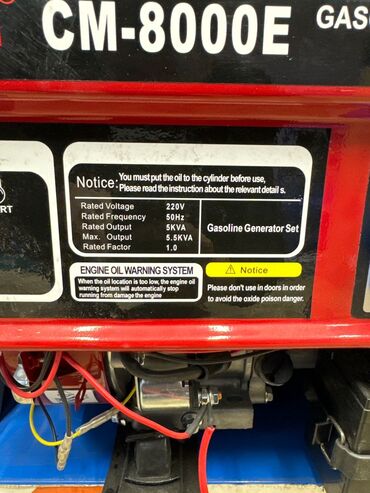 CM-8000E
GASO
Notice: You must put the oil to the cylinder before use,
Please read the instruction about the relevant detail s.
Rated Voltage 220V
Rated Frequency 50Hz
Rated Output 5KVA
Max. Output 5.5KVA
Rated Factor 1.0
Gasoline Generator Set
ENGINE OIL WARNING SYSTEM
When the oil location is too low, the engine oil
warning system will automatically stop
running from damage the engine
Notice
Please don't use in doors in order
to avoid the oxide poison danger.
RT